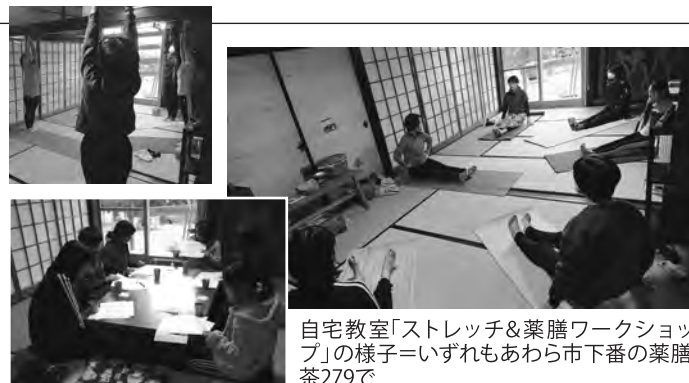 自宅教室「ストレッチ&薬膳ワークショッ
プ」の様子＝いずれもあわら市下番の薬膳
茶279で